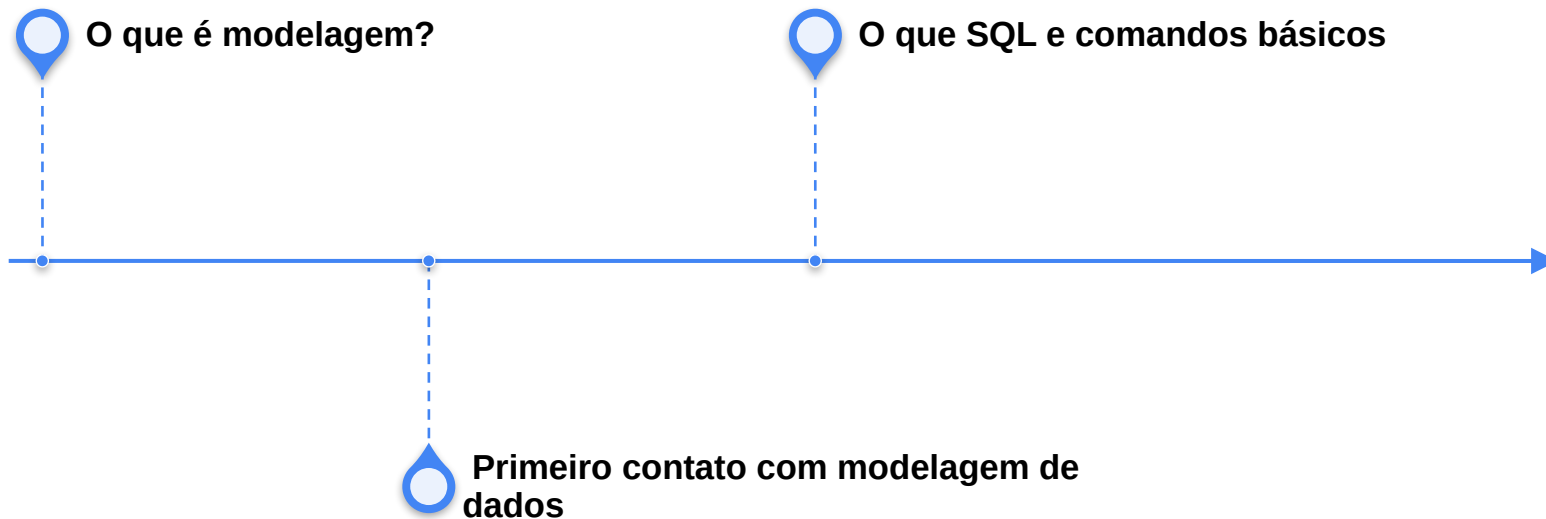 O que é modelagem?
O que SQL e comandos básicos
Primeiro contato com modelagem de
dados